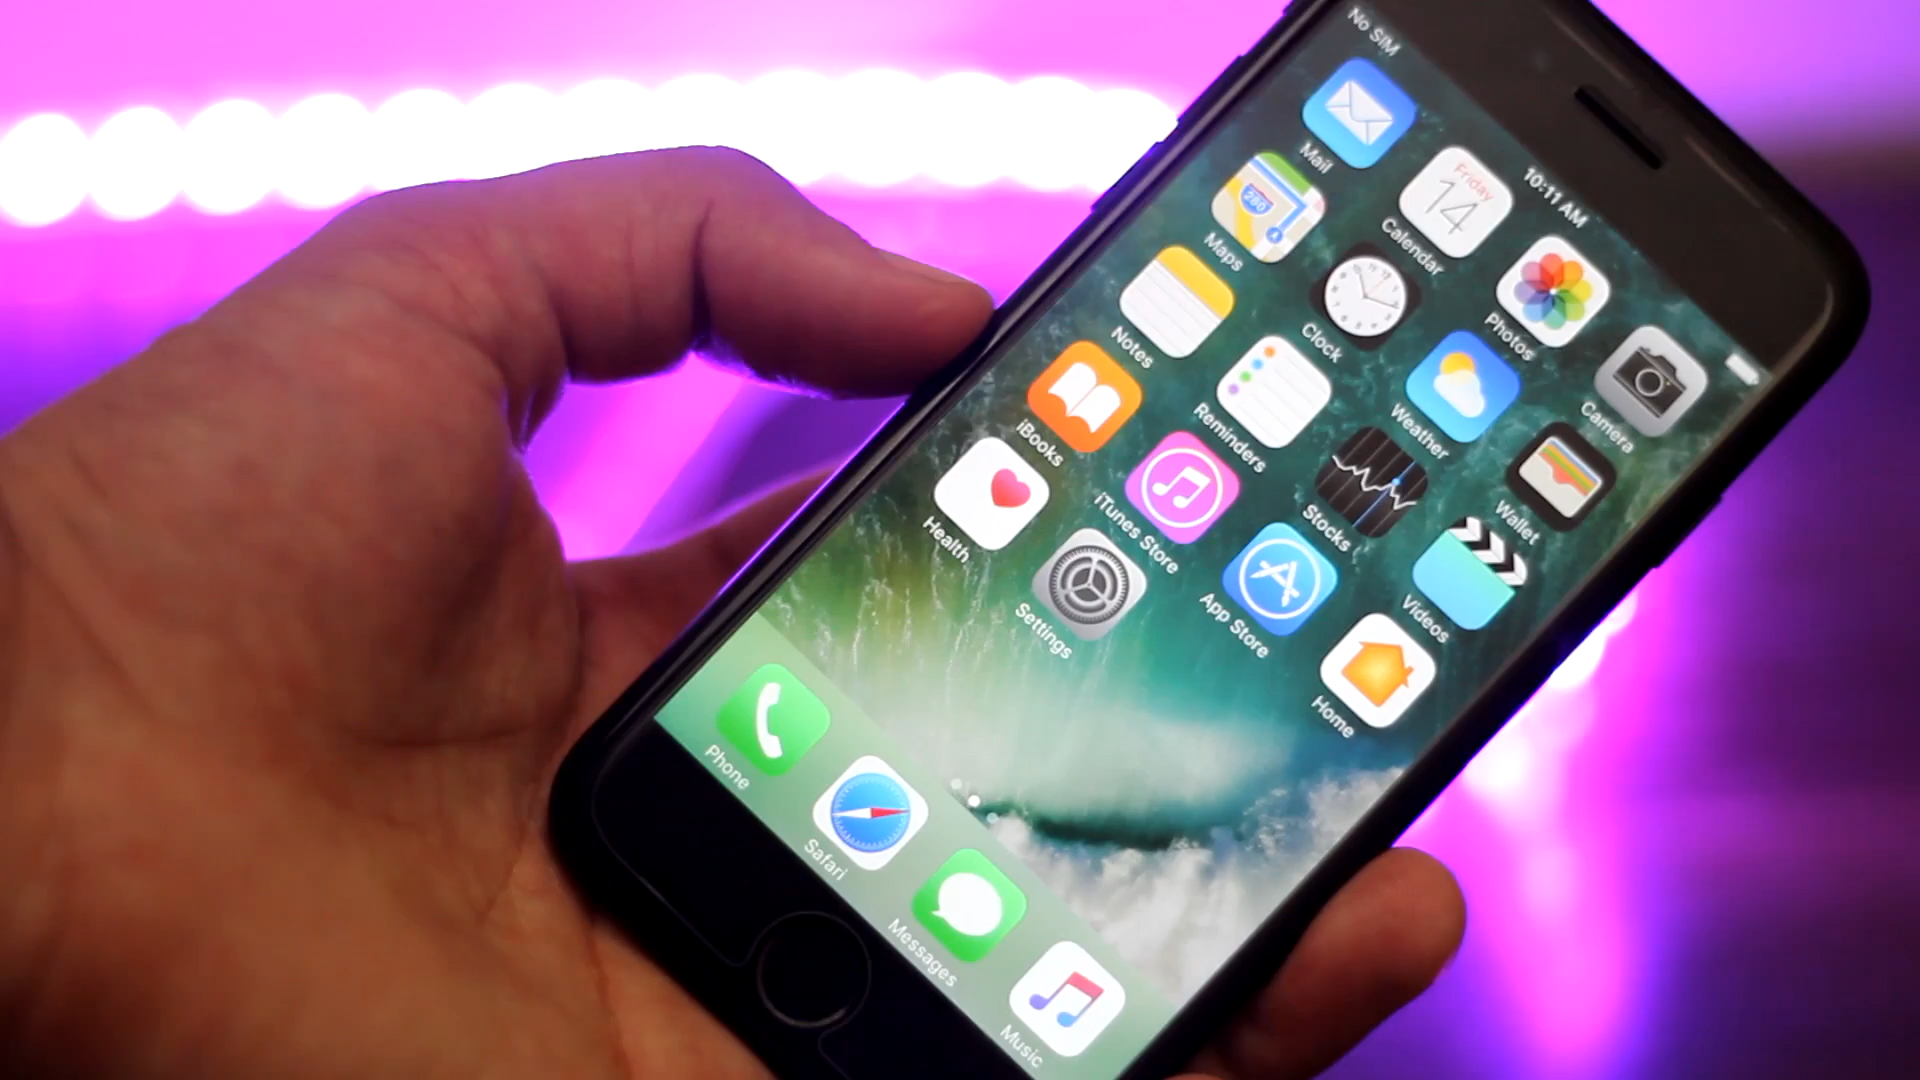 No SIM
10:11 AM
Mail
Friday
14
Calendar
Photos
Camera
280
Maps
Clock
Weather
Wallet
Notes
Reminders
Stocks
Videos
iBooks
iTunes Store
App Store
Home
Health
Settings
Phone
Safari
Messages
Music